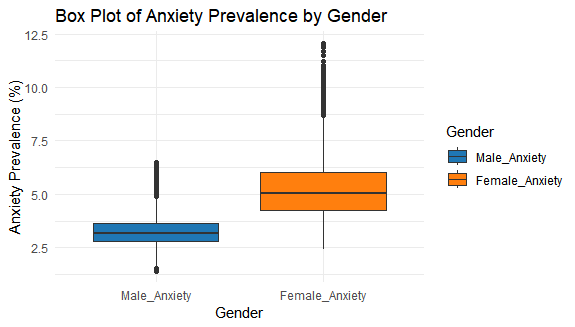 Box Plot of Anxiety Prevalence by Gender
Anxiety Prevalence (%)
12.5
10.0
7.5
5.0
2.5
Male_Anxiety
Female_Anxiety
Gender
Gender
Male_Anxiety
Female_Anxiety